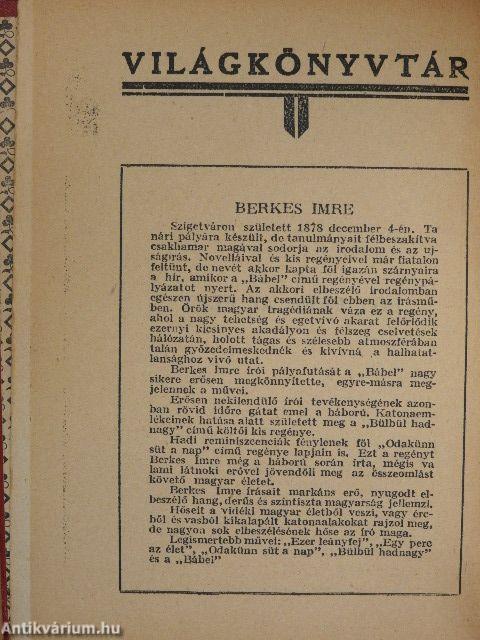 VILÁGKÖNYVTÁR
BERKES IMRE
Szigetváron született 1878 december 4-én. Ta
nári pályára készült, de tanulmányait félbeszakítva
csakhamar magával sodorja az irodalom és az uj-
ságírás. Novelláival és kis regényeivel már fiatalon
feltünt, de nevét akkor kapta föl igazán szárnyaira
a hír, amikor a „Bábel" című regényével regénypá-
lyázatot nyert. Az akkori elbeszélő irodalomban
egészen újszerű hang csendült föl ebben az írásmű-
ben. Örök magyar tragédiának váza ez a regény,
ahol a nagy tehetség és egetvívó akarat felőrlődik
ezernyi kicsinyes akadályon és félszeg cselvetések
hálózatán, holott tágas és szélesebb atmoszférában
talán győzedelmeskednék és kivívná a halhatat-
lansághoz vivő utat.
Berkes Imre írói pályafutását a „Bábel" nagy
sikere erősen megkönnyítette, egyre-másra meg-
jelennek a művei.
Erősen nekilendülő írói tevékenységének azon-
ban rövid időre gátat emel a háború. Katonaem-
lékeinek hatása alatt született meg a „Bülbül had-
nagy" című költői kis regénye.
Hadi reminiszcenciák fénylenek föl „Odakünn
süt a nap" című regénye lapjain is. Ezt a regényt
Berkes Imre még a háború során írta, mégis va
lami látnoki erővel jövendöli meg az összeomlást
követő magyar életet.
Berkes Imre írásait markáns erő, nyugodt el-
beszélő hang, derűs és színtiszta magyarság jellemzi.
Hőseit a vidéki magyar életből veszi, vagy érc-
ből és vasból kikalapált katonaalakokat rajzol meg,
de nagyon sok elbeszélésének hőse az író maga.
Legismertebb művei: „Ezer leányfej", „Egy perc
az élet", „Odakünn süt a nap", „Bülbül hadnagy"
és a „Bábel"
Antikvárium.hu